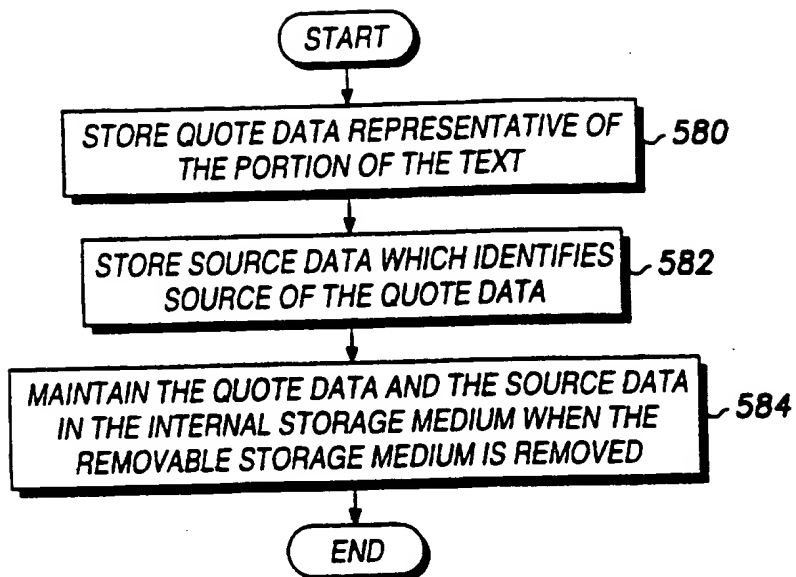 START
STORE QUOTE DATA REPRESENTATIVE OF
THE PORTION OF THE TEXT
580
STORE SOURCE DATA WHICH IDENTIFIES
SOURCE OF THE QUOTE DATA
582
MAINTAIN THE QUOTE DATA AND THE SOURCE DATA
IN THE INTERNAL STORAGE MEDIUM WHEN THE
REMOVABLE STORAGE MEDIUM IS REMOVED
584
END